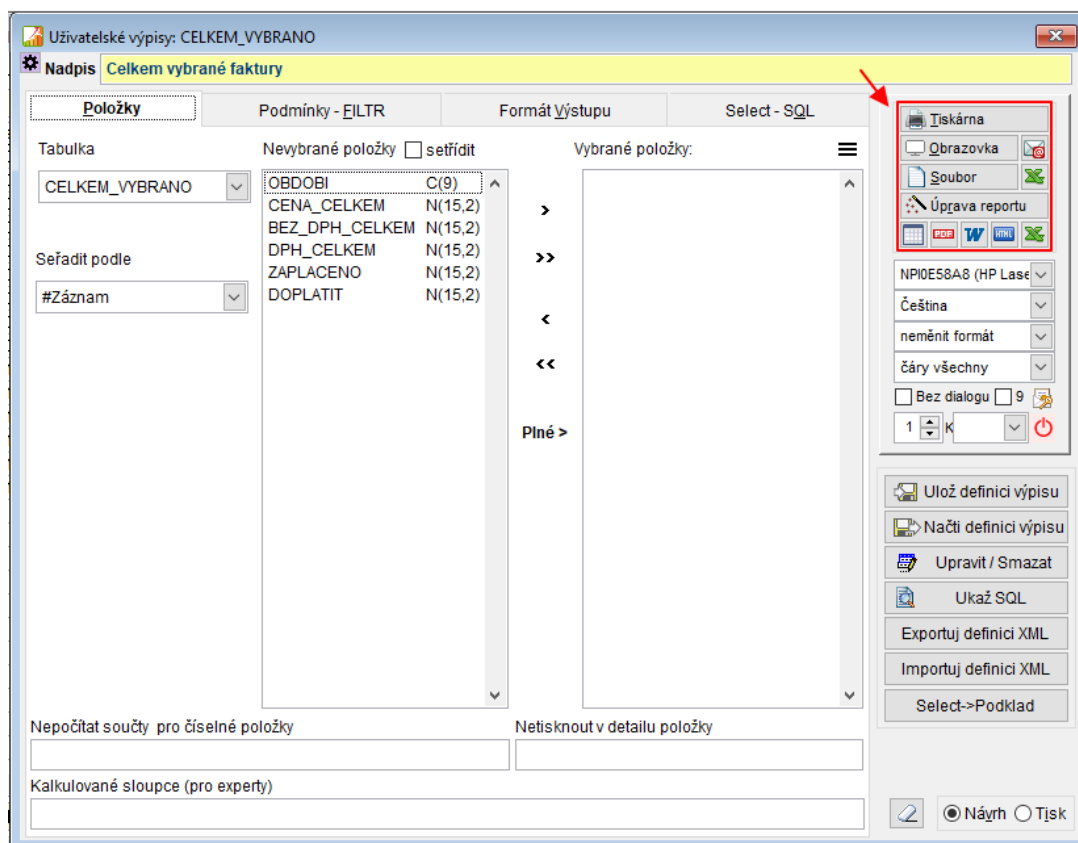 Uživatelské výpisy: CELKEM_VYBRANO
Nadpis Celkem vybrané faktury
Položky Podmínky - FILTR Formát Výstupu Select - SQL
Tabulka
CELKEM_VYBRANO
Seřadit podle
#Záznam
Nevybrané položky setřídit
OBDOBI C(9)
CENA_CELKEM N(15,2)
BEZ_DPH_CELKEM N(15,2)
DPH_CELKEM N(15,2)
ZAPLACENO N(15,2)
DOPLATIT N(15,2)
>
>>
<
<<
Plné >
Vybrané položky:
Nepočítat součty pro číselné položky
Netisknout v detailu položky
Kalkulované sloupce (pro experty)
Tiskárna
Obrazovka
Soubor
Úprava reportu
PDF W HTML
NPI0E58A8 (HP Lase
Čeština
neměnit formát
čáry všechny
Bez dialogu 9
1 K
Ulož definici výpisu
Načti definici výpisu
Upravit / Smazat
Ukaž SQL
Exportuj definici XML
Importuj definici XML
Select->Podklad
Návrh Tisk